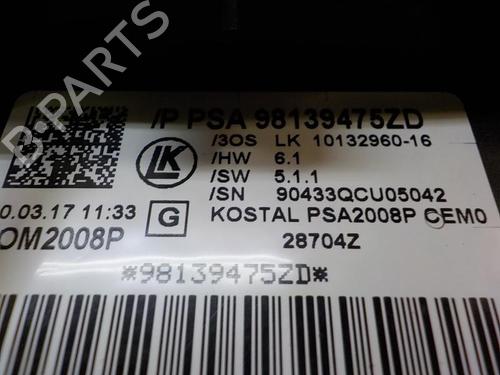 /P PSA 98139475ZD
/3OS LK 10132960-16
/HW 6.1
/SW 5.1.1
/SN 90433QCU05042
LK
0.03.17 11:33 G KOSTAL PSA2008P CEM0
OM2008P 28704Z
*98139475ZD*
B-PARTS